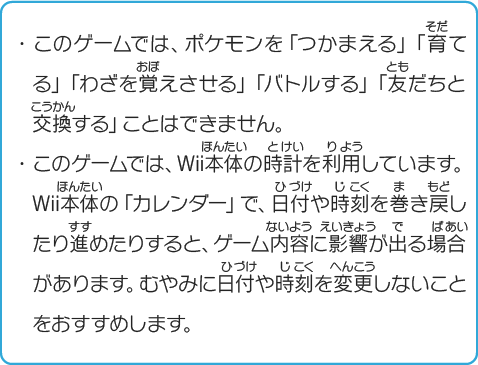 ・このゲームでは、ポケモンを「つかまえる」「育て
る」「わざを覚えさせる」「バトルする」「友だちと
交換する」ことはできません。
・このゲームでは、Wii本体の時計を利用しています。
Wii本体の「カレンダー」で、日付や時刻を巻き戻し
たり進めたりすると、ゲーム内容に影響が出る場合
があります。むやみに日付や時刻を変更しないこと
をおすすめします。